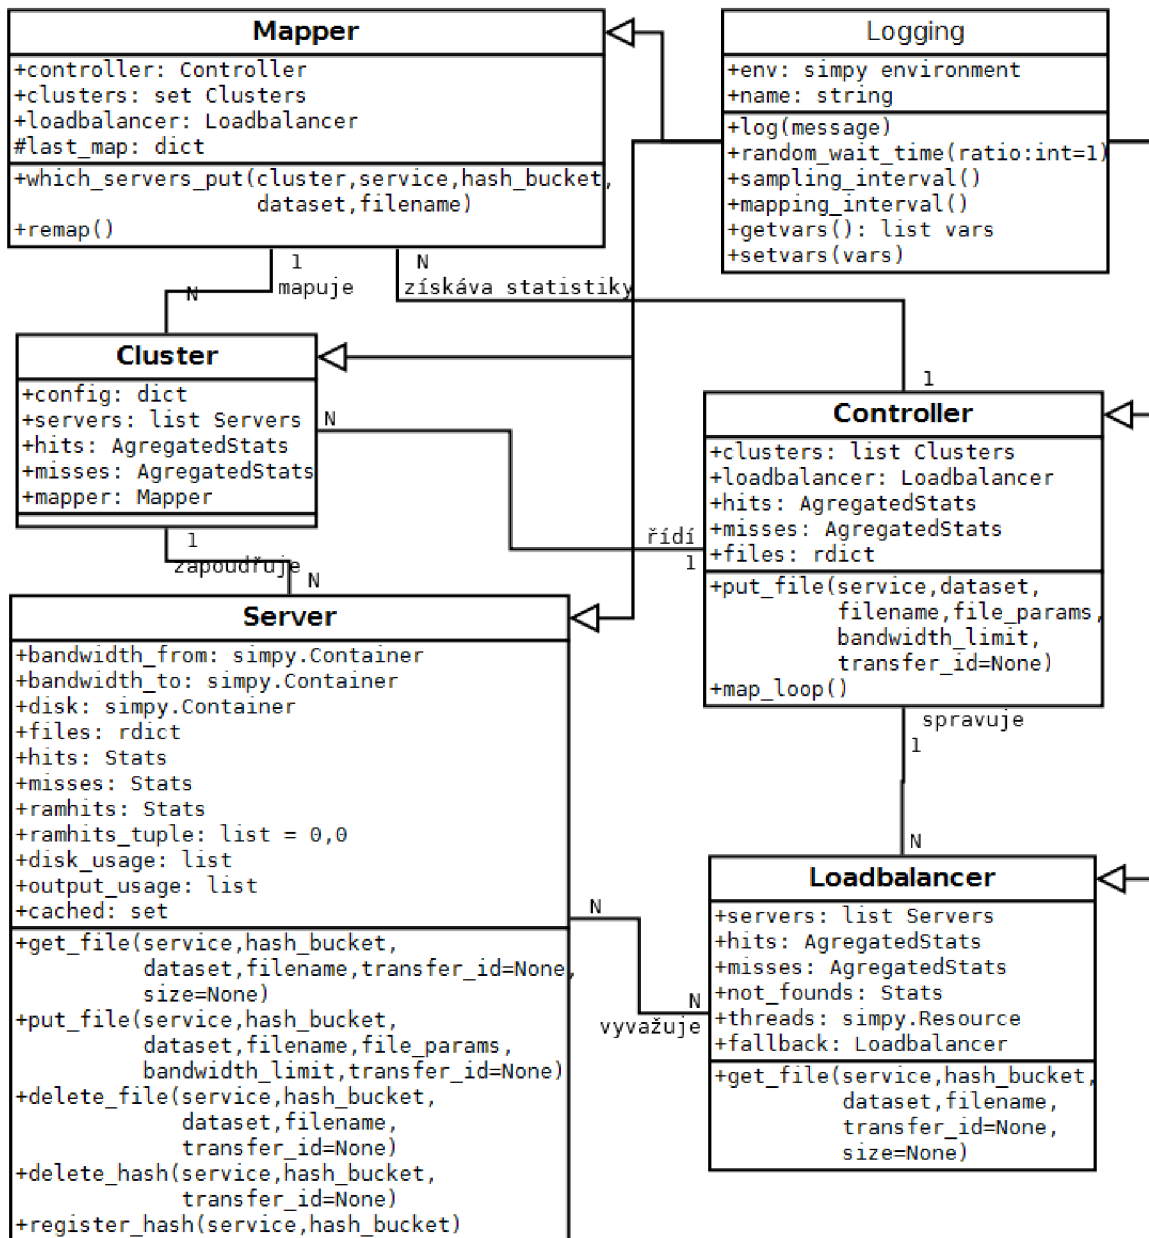 Mapper
+controller: Controller
+clusters: set Clusters
+loadbalancer: Loadbalancer
#last_map: dict
+which_servers_put(cluster,service,hash_bucket,
dataset,filename)
+remap()
Logging
+env: simpy environment
+name: string
+log(message)
+random_wait_time(ratio:int=1)
+sampling_interval()
+mapping_interval()
+getvars(): list vars
+setvars(vars)
1
mapuje
N
N
získáva statistiky
1
Cluster
+config: dict
+servers: list Servers
+hits: AgregatedStats
+misses: AgregatedStats
+mapper: Mapper
N
řídí
1
Controller
+clusters: list Clusters
+loadbalancer: Loadbalancer
+hits: AgregatedStats
+misses: AgregatedStats
+files: rdict
+put_file(service,dataset,
filename,file_params,
bandwidth_limit,
transfer_id=None)
+map_loop()
1
zapoudřuje
N
Server
+bandwidth_from: simpy.Container
+bandwidth_to: simpy.Container
+disk: simpy.Container
+files: rdict
+hits: Stats
+misses: Stats
+ramhits: Stats
+ramhits_tuple: list = 0,0
+disk_usage: list
+output_usage: list
+cached: set
+get_file(service,hash_bucket,
dataset,filename,transfer_id=None,
size=None)
+put_file(service,hash_bucket,
dataset,filename,file_params,
bandwidth_limit,transfer_id=None)
+delete_file(service,hash_bucket,
dataset,filename,
transfer_id=None)
+delete_hash(service,hash_bucket,
transfer_id=None)
+register_hash(service,hash_bucket)
spravuje
1
N
N
N
vyvažuje
Loadbalancer
+servers: list Servers
+hits: AgregatedStats
+misses: AgregatedStats
+not_founds: Stats
+threads: simpy.Resource
+fallback: Loadbalancer
+get_file(service,hash_bucket,
dataset,filename,
transfer_id=None,
size=None)